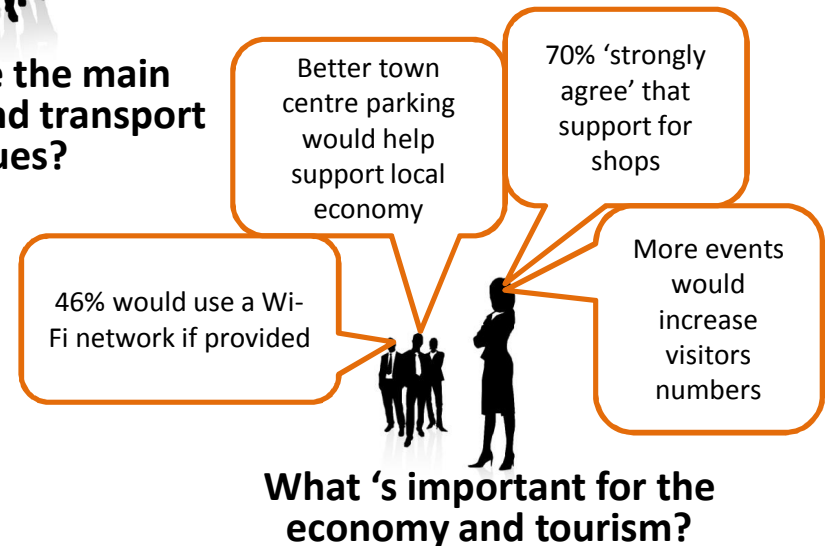 e the main
nd transport
ues?
Better town
centre parking
would help
support local
economy
70% ‘strongly
agree’ that
support for
shops
46% would use a Wi-
Fi network if provided
More events
would
increase
visitors
numbers
What ‘s important for the
economy and tourism?